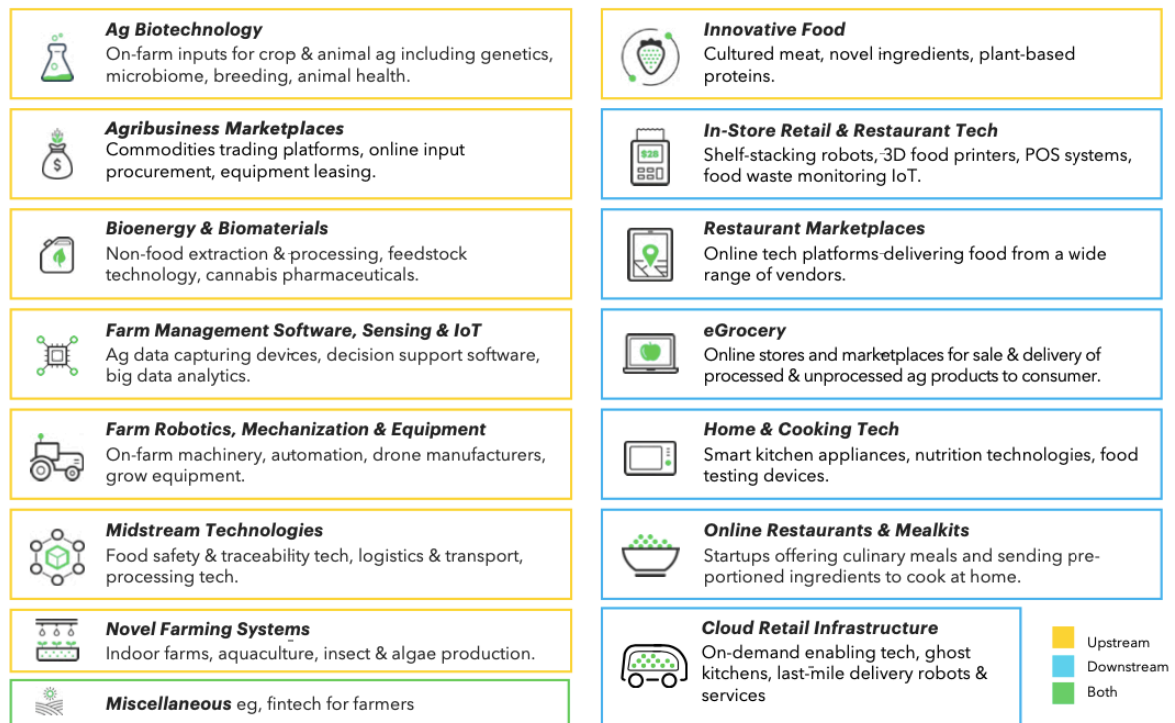 Ag Biotechnology
On-farm inputs for crop & animal ag including genetics,
microbiome, breeding, animal health.
Agribusiness Marketplaces
Commodities trading platforms, online input
procurement, equipment leasing.
$
Bioenergy & Biomaterials
Non-food extraction & processing, feedstock
technology, cannabis pharmaceuticals.
Farm Management Software, Sensing & IoT
Ag data capturing devices, decision support software,
big data analytics.
Farm Robotics, Mechanization & Equipment
On-farm machinery, automation, drone manufacturers,
grow equipment.
Midstream Technologies
Food safety & traceability tech, logistics & transport,
processing tech.
Novel Farming Systems
Indoor farms, aquaculture, insect & algae production.
Miscellaneous eg, fintech for farmers
Innovative Food
Cultured meat, novel ingredients, plant-based
proteins.
In-Store Retail & Restaurant Tech
Shelf-stacking robots, 3D food printers, POS systems,
food waste monitoring IoT.
Restaurant Marketplaces
Online tech platforms delivering food from a wide
range of vendors.
eGrocery
Online stores and marketplaces for sale & delivery of
processed & unprocessed ag products to consumer.
Home & Cooking Tech
Smart kitchen appliances, nutrition technologies, food
testing devices.
Online Restaurants & Mealkits
Startups offering culinary meals and sending pre-
portioned ingredients to cook at home.
Cloud Retail Infrastructure
On-demand enabling tech, ghost
kitchens, last-mile delivery robots &
services
Upstream
Downstream
Both